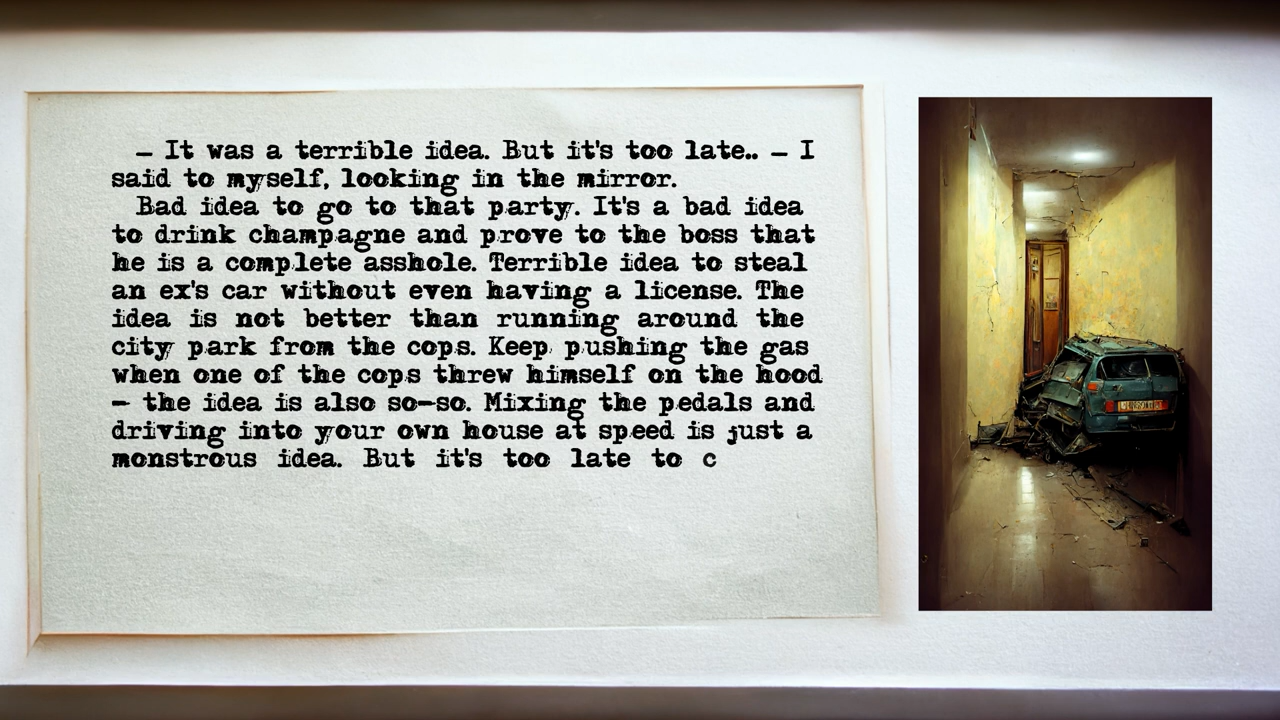 — It was a terrible idea. But it's too late.. — I
said to myself, looking in the mirror.
Bad idea to go to that party. It's a bad idea
to drink champagne and prove to the boss that
he is a complete asshole. Terrible idea to steal
an ex's car without even having a license. The
idea is not better than running around the
city park from the cops. Keep pushing the gas
when one of the cops threw himself on the hood
— the idea is also so-so. Mixing the pedals and
driving into your own house at speed is just a
monstrous idea. But it's too late to c